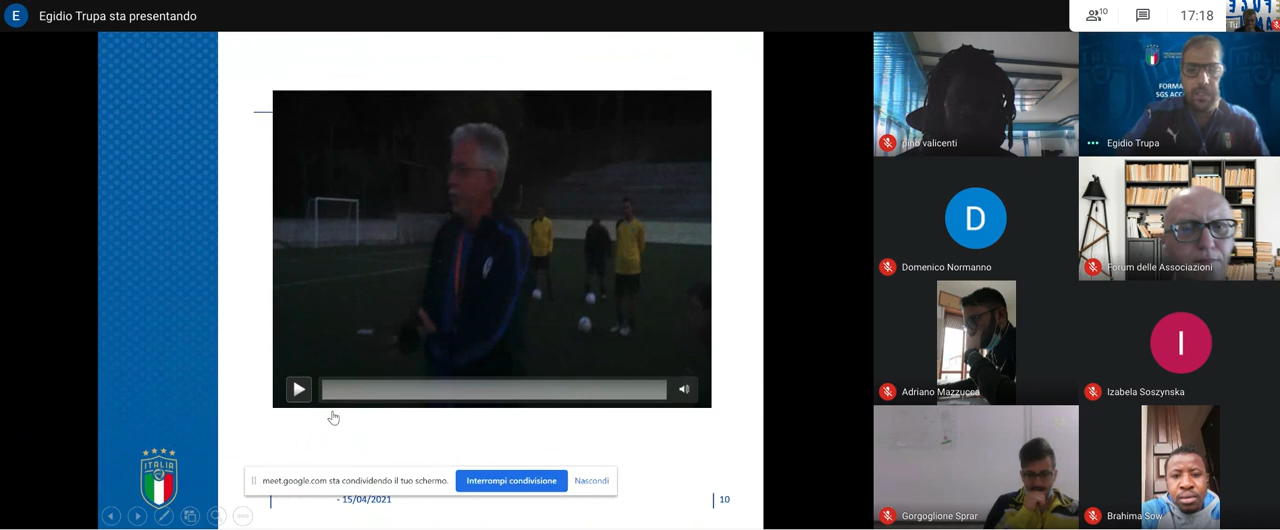 E Egidio Trupa sta presentando
10
17:18
pino valicenti
Egidio Trupa
D
Domenico Normanno
Forum delle Associazioni
Adriano Mazzucca
I
Izabela Soszynska
Gorgoglione Sprar
Brahima Sow
ITALIA
meet.google.com sta condividendo il tuo schermo. Interrompi condivisione Nascondi
- 15/04/2021
10